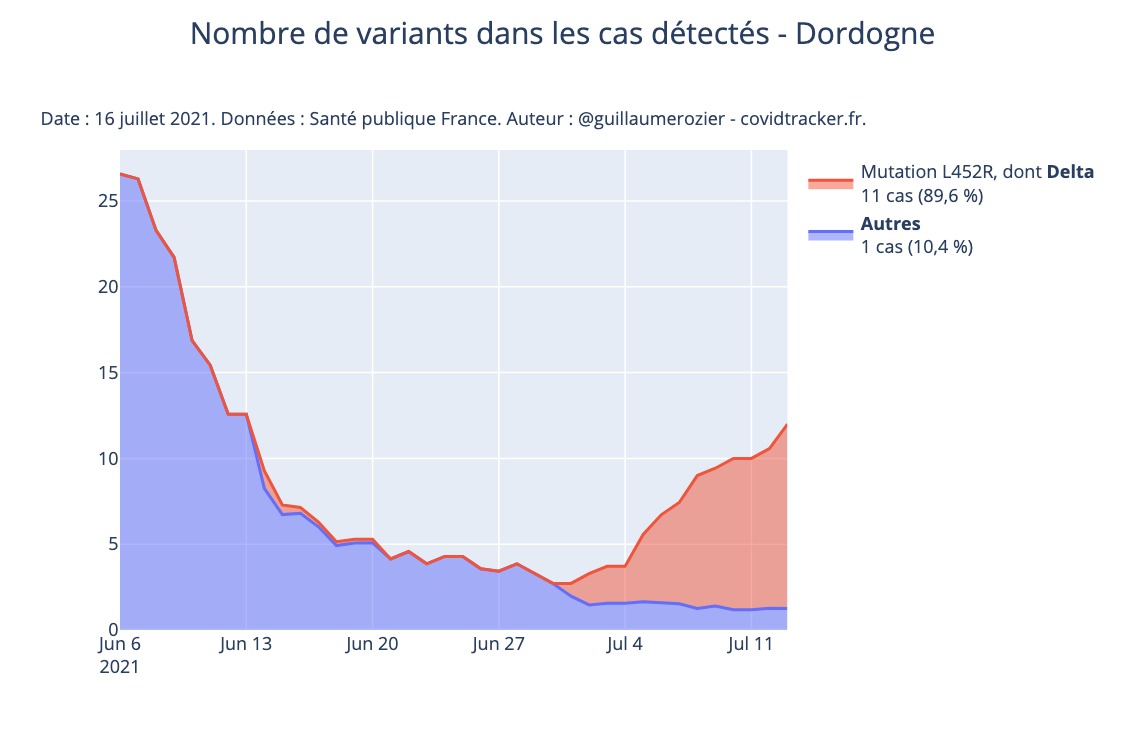 Nombre de variants dans les cas détectés - Dordogne
Date : 16 juillet 2021. Données : Santé publique France. Auteur : @guillaumerozier - covidtracker.fr.
Mutation L452R, dont Delta
11 cas (89,6 %)
Autres
1 cas (10,4 %)
25
20
15
10
5
0
Jun 6
2021
Jun 13
Jun 20
Jun 27
Jul 4
Jul 11